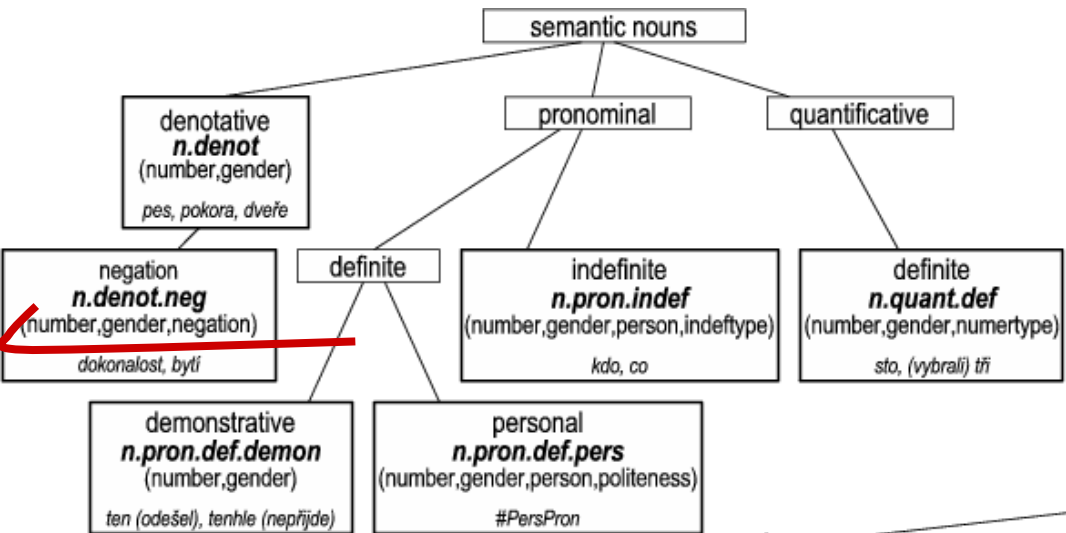 semantic nouns
denotative
n.denot
(number,gender)
pes, pokora, dveře
pronominal
quantificative
negation
n.denot.neg
(number,gender,negation)
dokonalost, bytí
definite
indefinite
n.pron.indef
(number,gender,person,indeftype)
kdo, co
definite
n.quant.def
(number,gender,numertype)
sto, (vybrali) tři
demonstrative
n.pron.def.demon
(number,gender)
ten (odešel), tenhle (nepřijde)
personal
n.pron.def.pers
(number,gender,person,politeness)
#PersPron